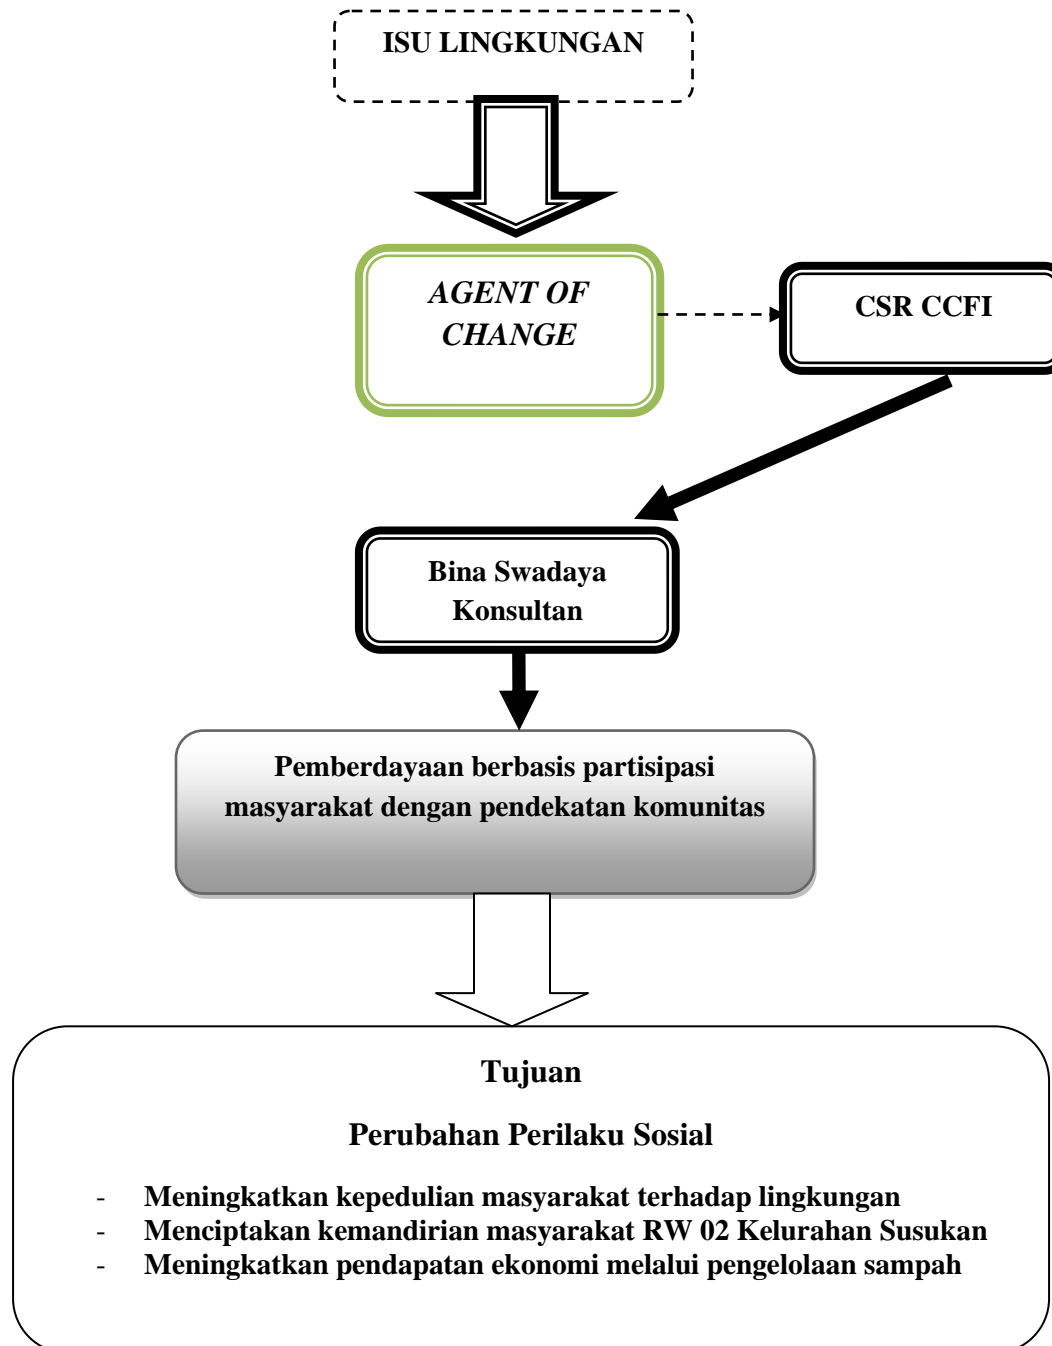 ISU LINGKUNGAN
AGENT OF
CHANGE
CSR CCFI
Bina Swadaya
Konsultan
Pemberdayaan berbasis partisipasi
masyarakat dengan pendekatan komunitas
Tujuan
Perubahan Perilaku Sosial
- Meningkatkan kepedulian masyarakat terhadap lingkungan
- Menciptakan kemandirian masyarakat RW 02 Kelurahan Susukan
- Meningkatkan pendapatan ekonomi melalui pengelolaan sampah